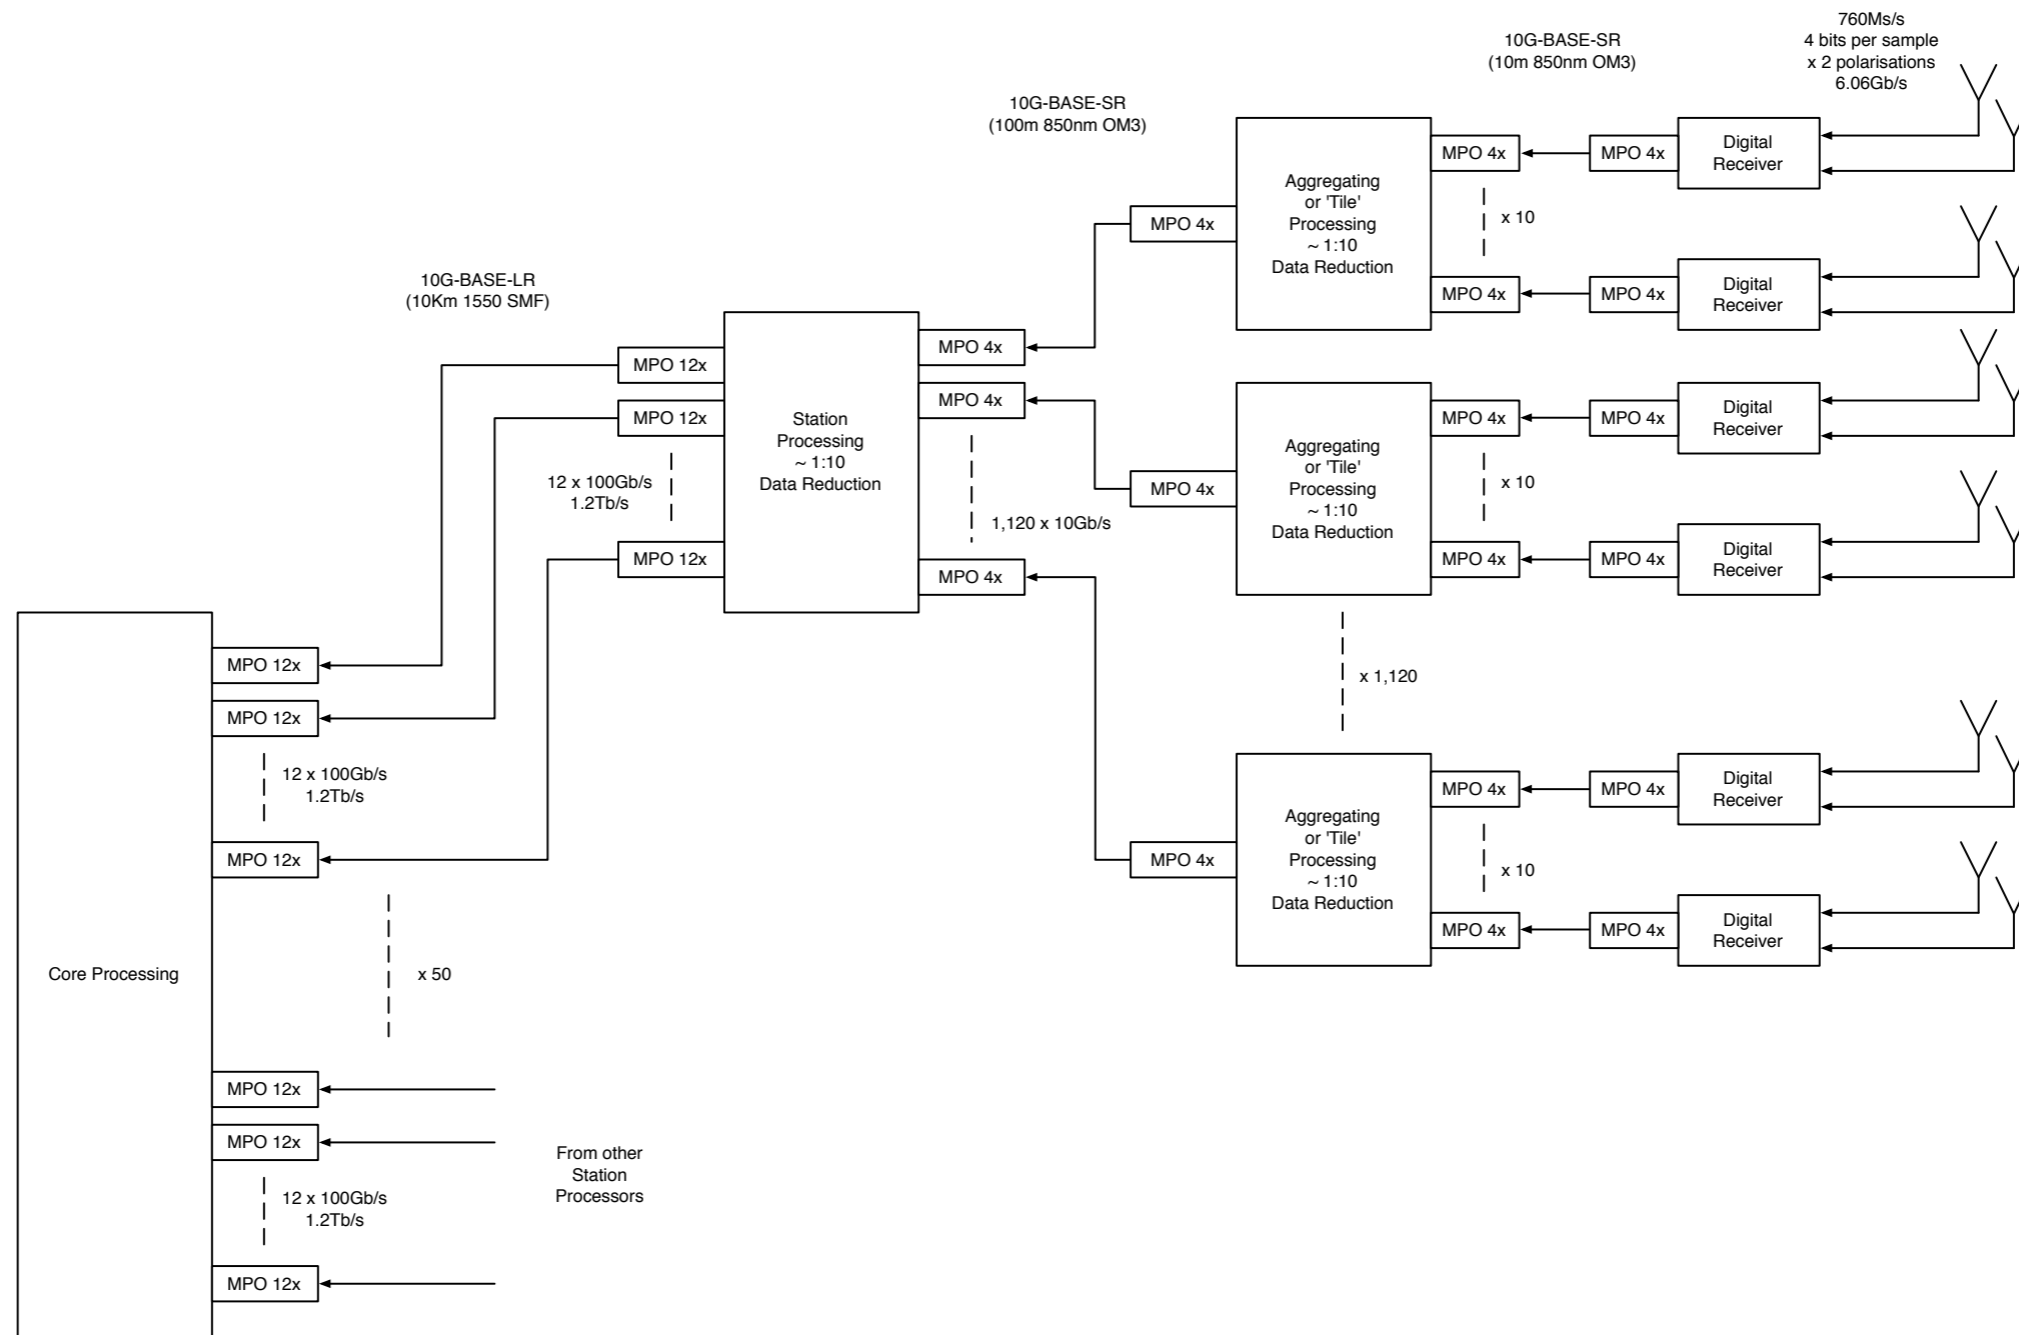 760Ms/s
4 bits per sample
x 2 polarisations
6.06Gb/s
10G-BASE-SR
(10m 850nm OM3)
10G-BASE-SR
(100m 850nm OM3)
10G-BASE-LR
(10Km 1550 SMF)
Aggregating
or 'Tile'
Processing
~ 1:10
Data Reduction
MPO 4x
MPO 4x
MPO 4x
Digital
Receiver
x 10
MPO 4x
MPO 4x
Digital
Receiver
Aggregating
or 'Tile'
Processing
~ 1:10
Data Reduction
MPO 4x
MPO 4x
MPO 4x
Digital
Receiver
x 10
MPO 4x
MPO 4x
Digital
Receiver
x 1,120
Aggregating
or 'Tile'
Processing
~ 1:10
Data Reduction
MPO 4x
MPO 4x
MPO 4x
Digital
Receiver
x 10
MPO 4x
MPO 4x
Digital
Receiver
MPO 12x
MPO 12x
12 x 100Gb/s
1.2Tb/s
MPO 12x
Station
Processing
~ 1:10
Data Reduction
MPO 4x
MPO 4x
1,120 x 10Gb/s
MPO 4x
Core Processing
MPO 12x
MPO 12x
12 x 100Gb/s
1.2Tb/s
MPO 12x
x 50
MPO 12x
MPO 12x
12 x 100Gb/s
1.2Tb/s
MPO 12x
From other
Station
Processors